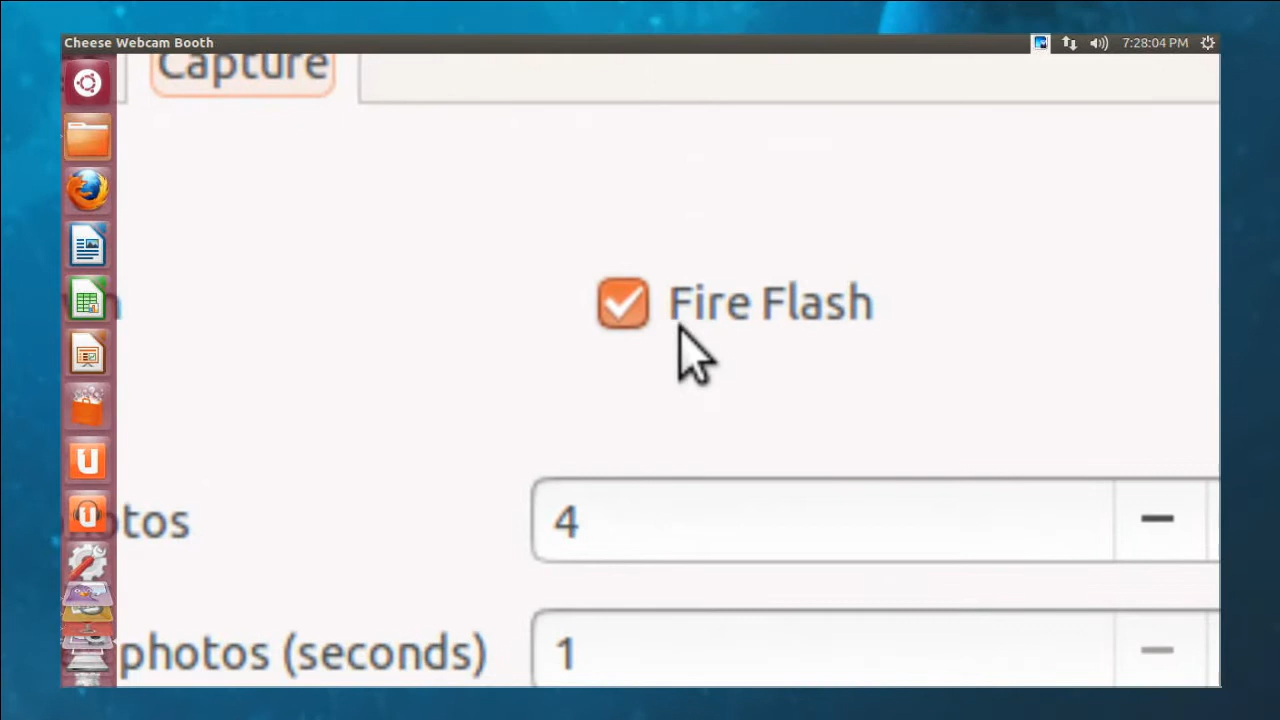 Cheese Webcam Booth
7:28:04 PM
Capture
Fire Flash
otos
4
photos (seconds)
1